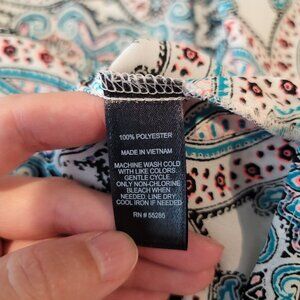 100% POLYESTER
MADE IN VIETNAM
MACHINE WASH COLD
WITH LIKE COLORS.
GENTLE CYCLE
ONLY NON-CHLORINE
BLEACH WHEN
NEEDED. LINE DRY.
COOL IRON IF NEEDED
RN # 55285